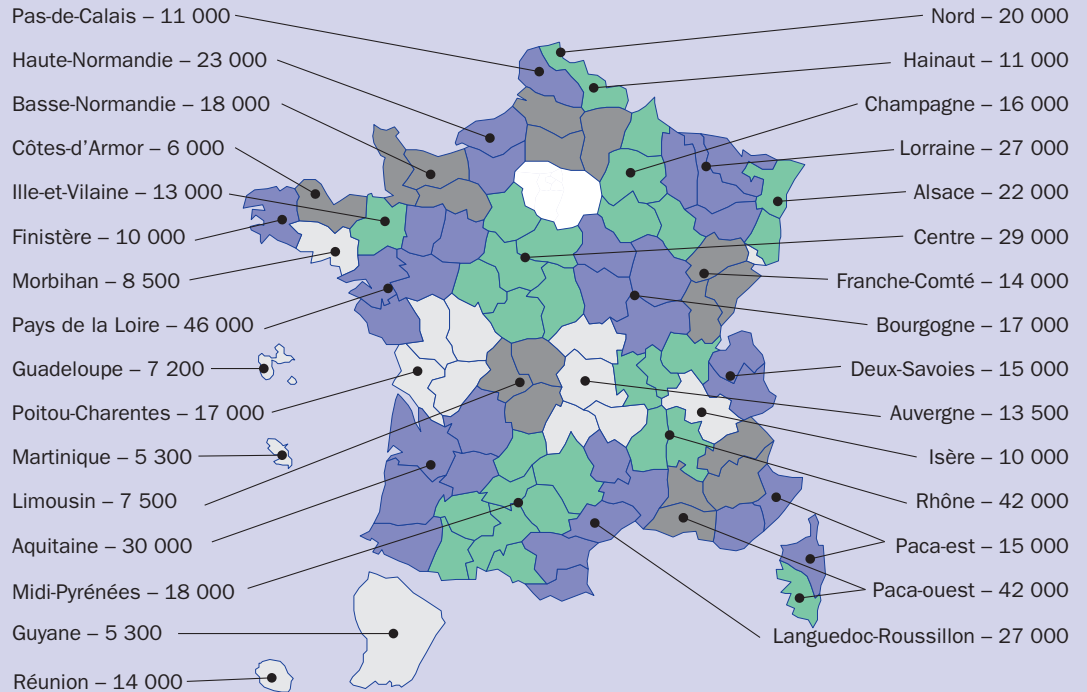 Pas-de-Calais – 11 000
Haute-Normandie – 23 000
Basse-Normandie – 18 000
Côtes-d’Armor – 6 000
Ille-et-Vilaine – 13 000
Finistère – 10 000
Morbihan – 8 500
Pays de la Loire – 46 000
Guadeloupe – 7 200
Poitou-Charentes – 17 000
Martinique – 5 300
Limousin – 7 500
Aquitaine – 30 000
Midi-Pyrénées – 18 000
Guyane – 5 300
Réunion – 14 000
Nord – 20 000
Hainaut – 11 000
Champagne – 16 000
Lorraine – 27 000
Alsace – 22 000
Centre – 29 000
Franche-Comté – 14 000
Bourgogne – 17 000
Deux-Savoies – 15 000
Auvergne – 13 500
Isère – 10 000
Rhône – 42 000
Paca-est – 15 000
Paca-ouest – 42 000
Languedoc-Roussillon – 27 000